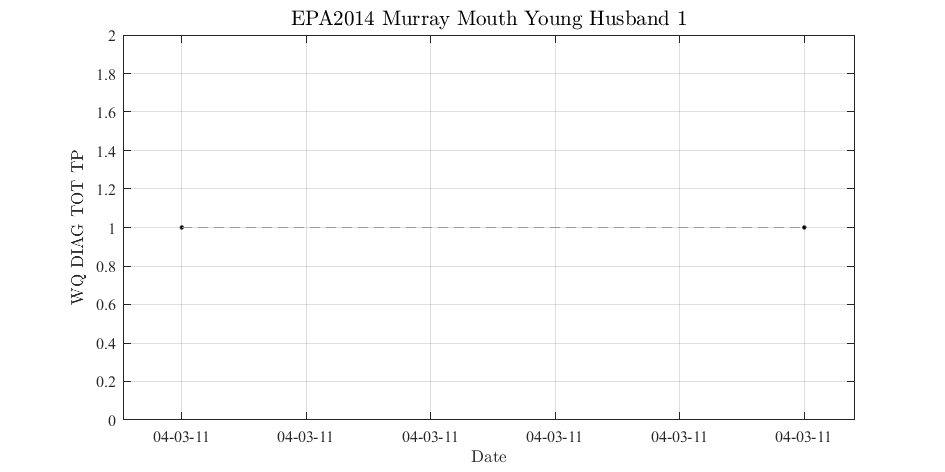 EPA2014 Murray Mouth Young Husband 1
WQ DIAG TOT TP
2
1.8
1.6
1.4
1.2
1
0.8
0.6
0.4
0.2
0
04-03-11 04-03-11 04-03-11 04-03-11 04-03-11 04-03-11
Date